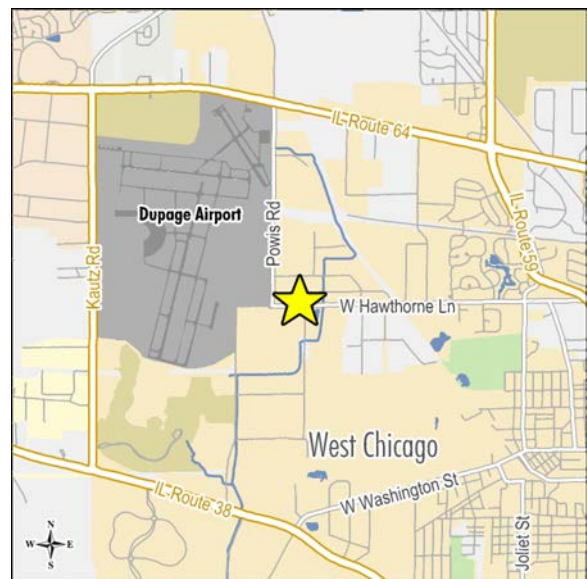 IL Route 64
Dupage Airport
Powis Rd
IL Route 59
Kautz Rd
W Hawthorne Ln
West Chicago
W Washington St
IL Route 38
Joliet St
N
W E
S